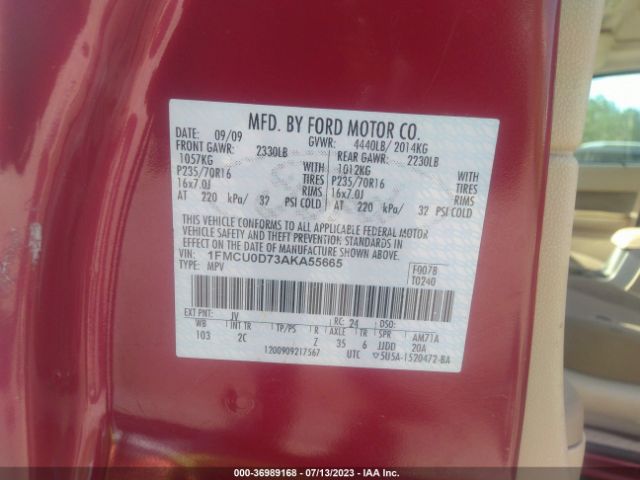 MFD. BY FORD MOTOR CO.
DATE: 09/09 GVWR: 4440LB/ 2014KG
FRONT GAWR: 2330LB REAR GAWR: 2230LB
1057KG WITH 1012KG WITH
P235/70R16 TIRES P235/70R16 TIRES
16x7.0J RIMS 16x7.0J RIMS
AT 220 kPa/ 32 PSI COLD AT 220 kPa/ 32 PSI COLD
THIS VEHICLE CONFORMS TO ALL APPLICABLE FEDERAL MOTOR
VEHICLE SAFETY AND THEFT PREVENTION STANDARDS IN
EFFECT ON THE DATE OF MANUFACTURE SHOWN ABOVE.
VIN: 1FMCU0D73AKA55665
TYPE: MPV
F0078
T0240
EXT PNT: JV RC: 24 DSO:
WB INT TR TP/PS R AXLE TR SPR AM71A
103 2C Z 35 6 JJDD 20A
1200909217567 UTC ▽5U5A-1520472-BA
000-36989168 - 07/13/2023 - IAA Inc.